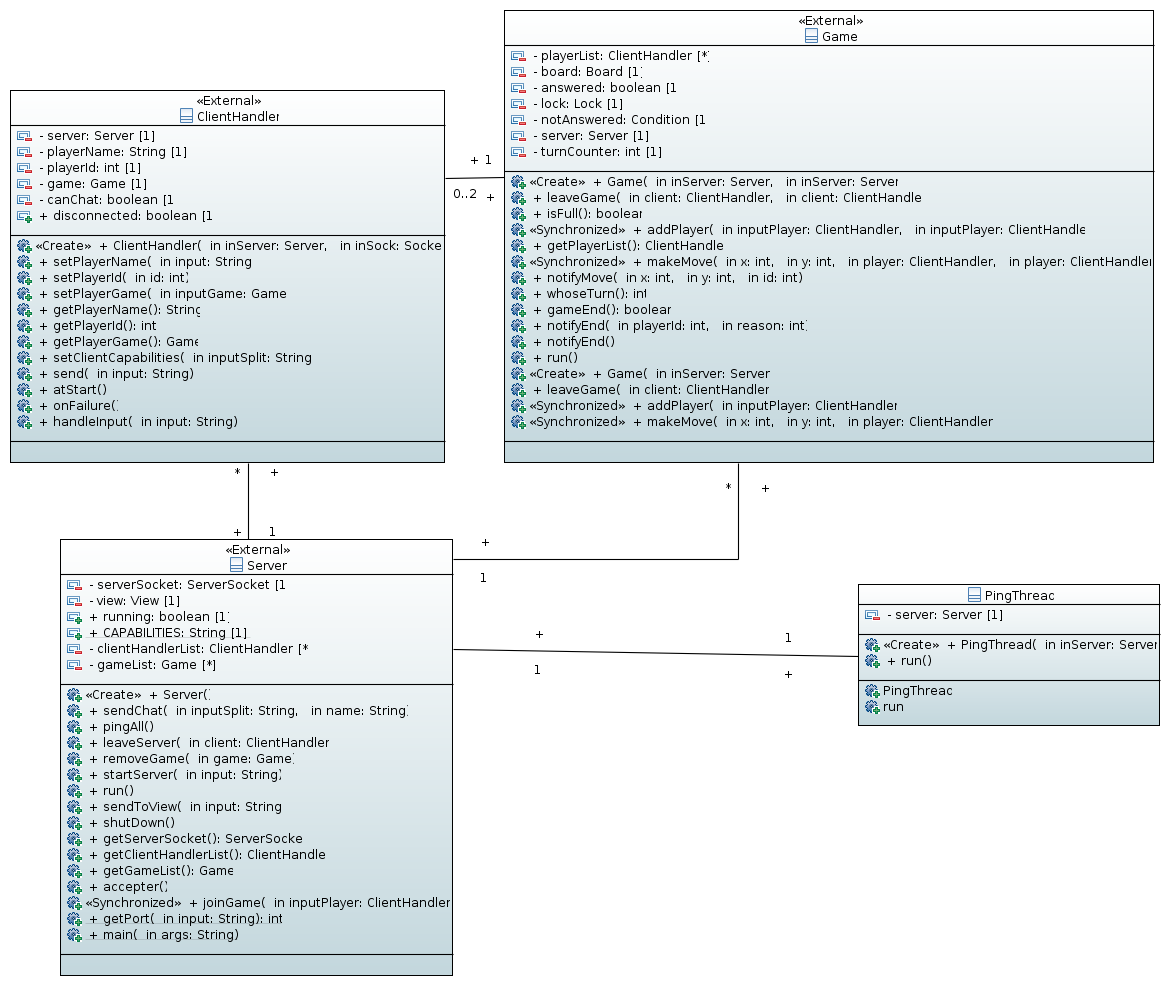 «External»
ClientHandler
- server: Server [1]
- playerName: String [1]
- playerId: int [1]
- game: Game [1]
- canChat: boolean [1
+ disconnected: boolean [1
«Create» + ClientHandler( in inServer: Server, in inSock: Socke
+ setPlayerName( in input: String
+ setPlayerId( in id: int)
+ setPlayerGame( in inputGame: Game
+ getPlayerName(): String
+ getPlayerId(): int
+ getPlayerGame(): Game
+ setClientCapabilities( in inputSplit: String
+ send( in input: String)
+ atStart()
+ onFailure()
+ handleInput( in input: String)
«External»
Game
- playerList: ClientHandler [*]
- board: Board [1]
- answered: boolean [1
- lock: Lock [1]
- notAnswered: Condition [1
- server: Server [1]
- turnCounter: int [1]
«Create» + Game( in inServer: Server, in inServer: Server
+ leaveGame( in client: ClientHandler, in client: ClientHandle
+ isFull(): boolean
«Synchronized» + addPlayer( in inputPlayer: ClientHandler, in inputPlayer: ClientHandle
+ getPlayerList(): ClientHandle
«Synchronized» + makeMove( in x: int, in y: int, in player: ClientHandler, in player: ClientHandler
+ notifyMove( in x: int, in y: int, in id: int)
+ whoseTurn(): int
+ gameEnd(): boolean
+ notifyEnd( in playerId: int, in reason: int)
+ notifyEnd()
+ run()
«Create» + Game( in inServer: Server
+ leaveGame( in client: ClientHandler
«Synchronized» + addPlayer( in inputPlayer: ClientHandler
«Synchronized» + makeMove( in x: int, in y: int, in player: ClientHandler
+ 1
0..2 +
* +
+ 1
* +
+
1
«External»
Server
- serverSocket: ServerSocket [1
- view: View [1]
+ running: boolean [1]
+ CAPABILITIES: String [1]
- clientHandlerList: ClientHandler [*
- gameList: Game [*]
«Create» + Server()
+ sendChat( in inputSplit: String, in name: String)
+ pingAll()
+ leaveServer( in client: ClientHandler
+ removeGame( in game: Game)
+ startServer( in input: String)
+ run()
+ sendToView( in input: String
+ shutDown()
+ getServerSocket(): ServerSocke
+ getClientHandlerList(): ClientHandle
+ getGameList(): Game
+ accepter()
«Synchronized» + joinGame( in inputPlayer: ClientHandler
+ getPort( in input: String): int
+ main( in args: String)
+ 1
1 +
PingThreac
- server: Server [1]
«Create» + PingThread( in inServer: Server
+ run()
PingThreac
run